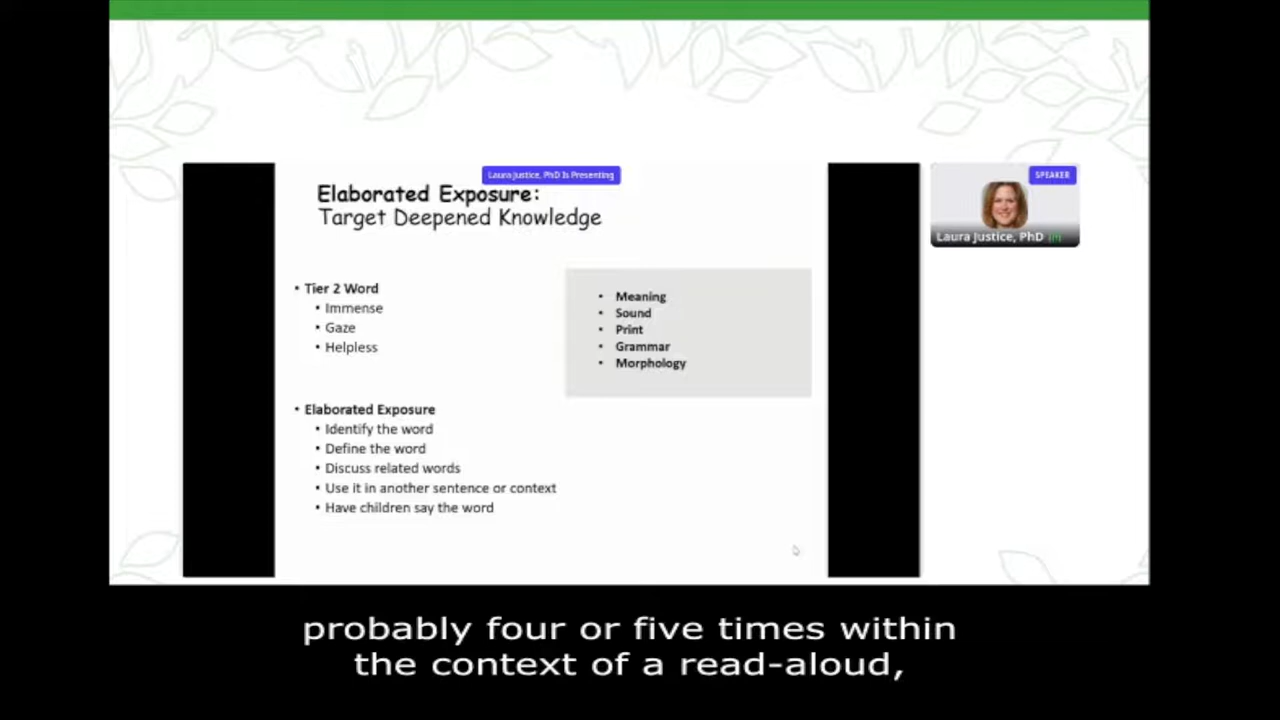 Laura Justice, PhD Is Presenting
SPEAKER
Elaborated Exposure:
Target Deepened Knowledge
Laura Justice, PhD
• Tier 2 Word
• Immense
• Gaze
• Helpless
• Meaning
• Sound
• Print
• Grammar
• Morphology
• Elaborated Exposure
• Identify the word
• Define the word
• Discuss related words
• Use it in another sentence or context
• Have children say the word
probably four or five times within
the context of a read-aloud,